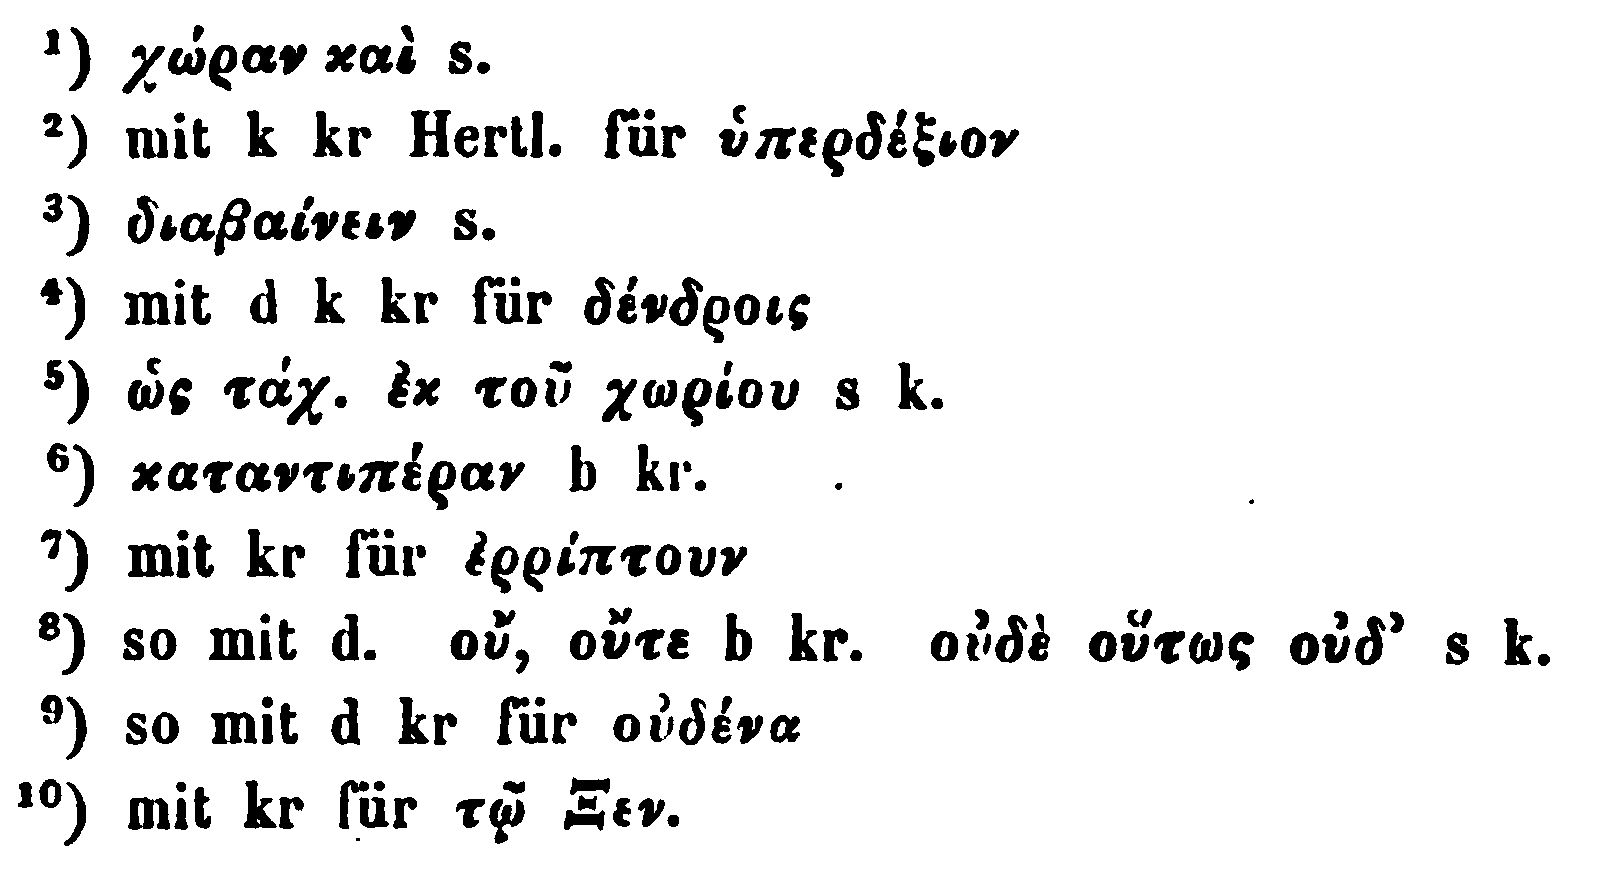 ¹) χώραν καὶ s.
²) mit k kr Hertl. für ὑπερδέξιον
³) διαβαίνειν s.
⁴) mit d k kr für δένδροις
⁵) ὡς τάχ. ἐκ τοῦ χωρίου s k.
⁶) καταντιπέραν b kr.
⁷) mit kr für ἐρρίπτουν
⁸) so mit d. οὔ, οὔτε b kr. οὐδὲ οὕτως οὐδ’ s k.
⁹) so mit d kr für οὐδένα
¹⁰) mit kr für τῷ Ξεν.